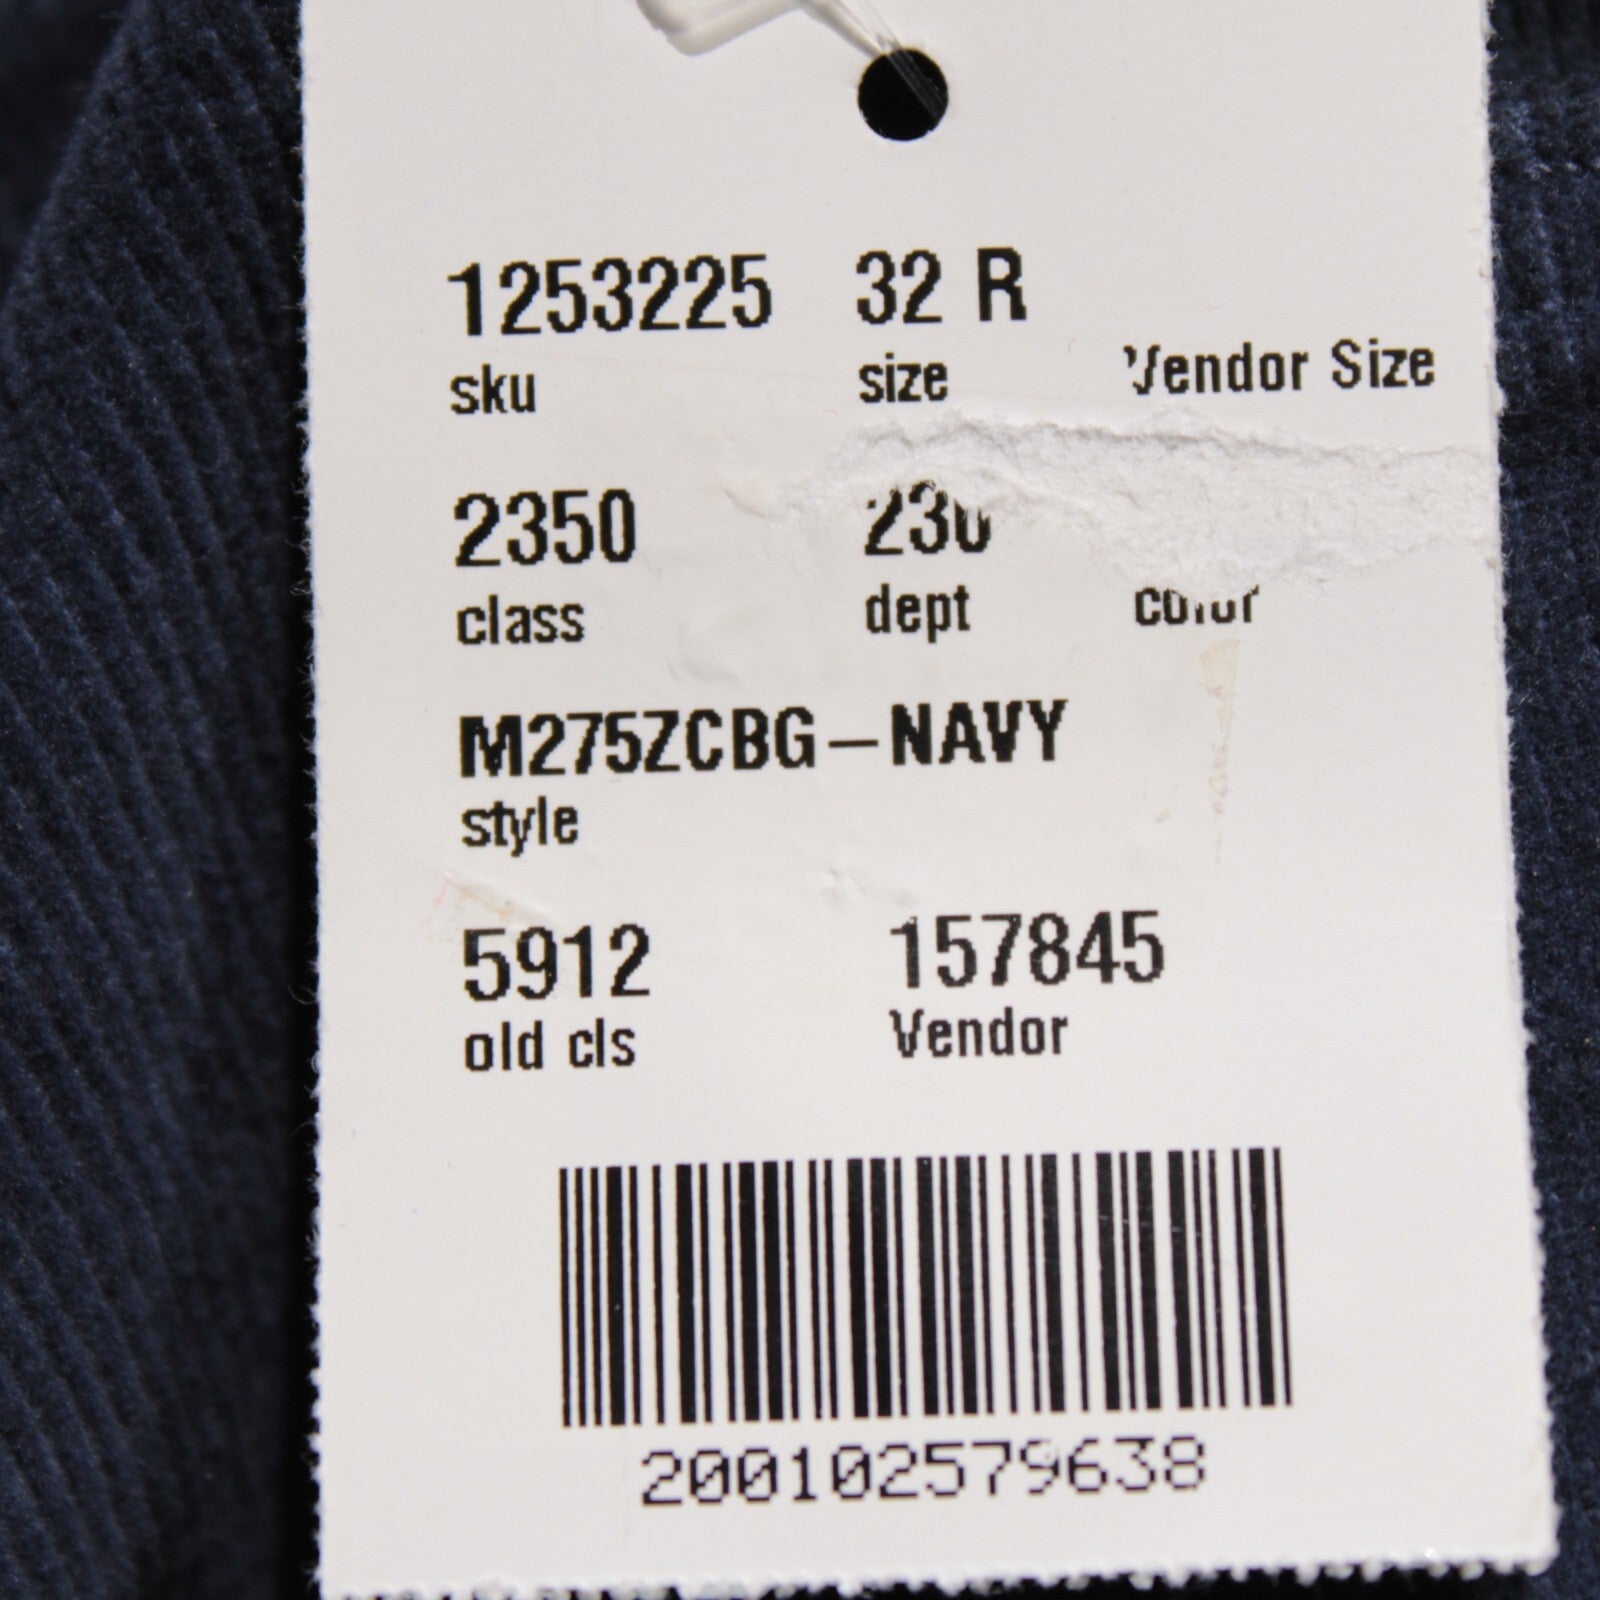 1253225 32 R
sku size Vendor Size
2350 230
class dept color
M275ZCBG-NAVY
style
5912 157845
old cls Vendor
200102579638